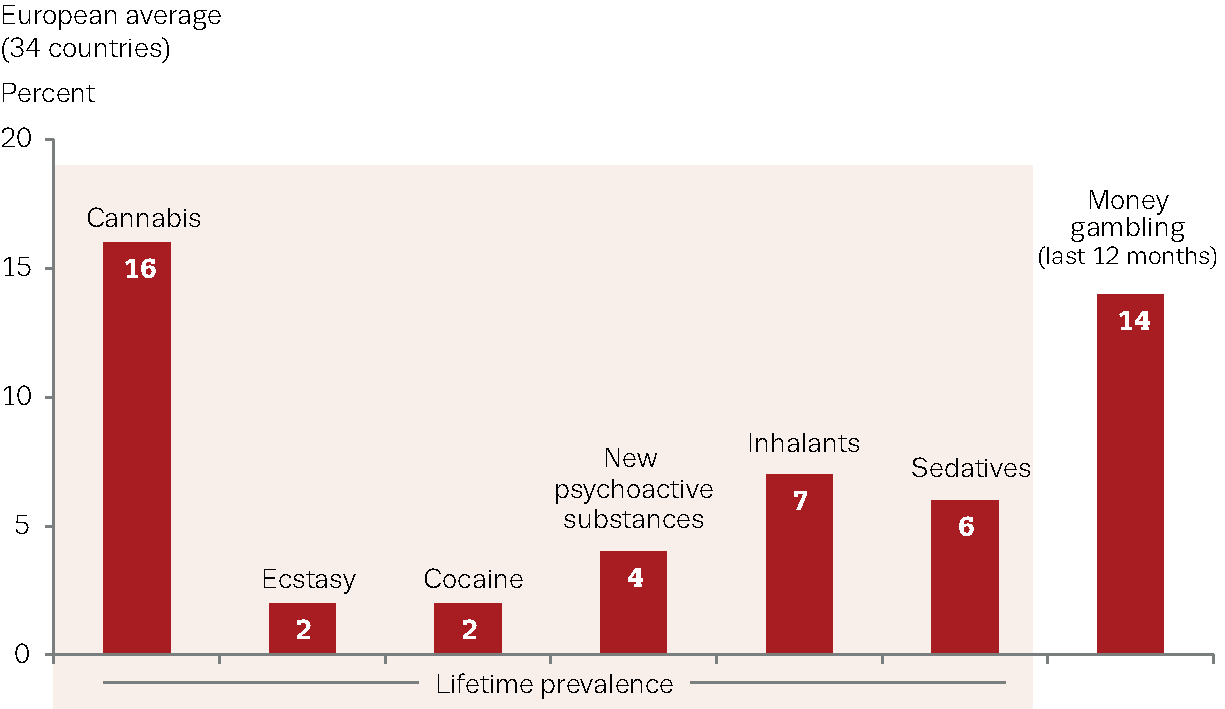 European average
(34 countries)
Percent
20
15
10
5
0
Cannabis
16
Ecstasy
2
Cocaine
2
New
psychoactive
substances
4
Inhalants
7
Sedatives
6
Money
gambling
(last 12 months)
14
Lifetime prevalence